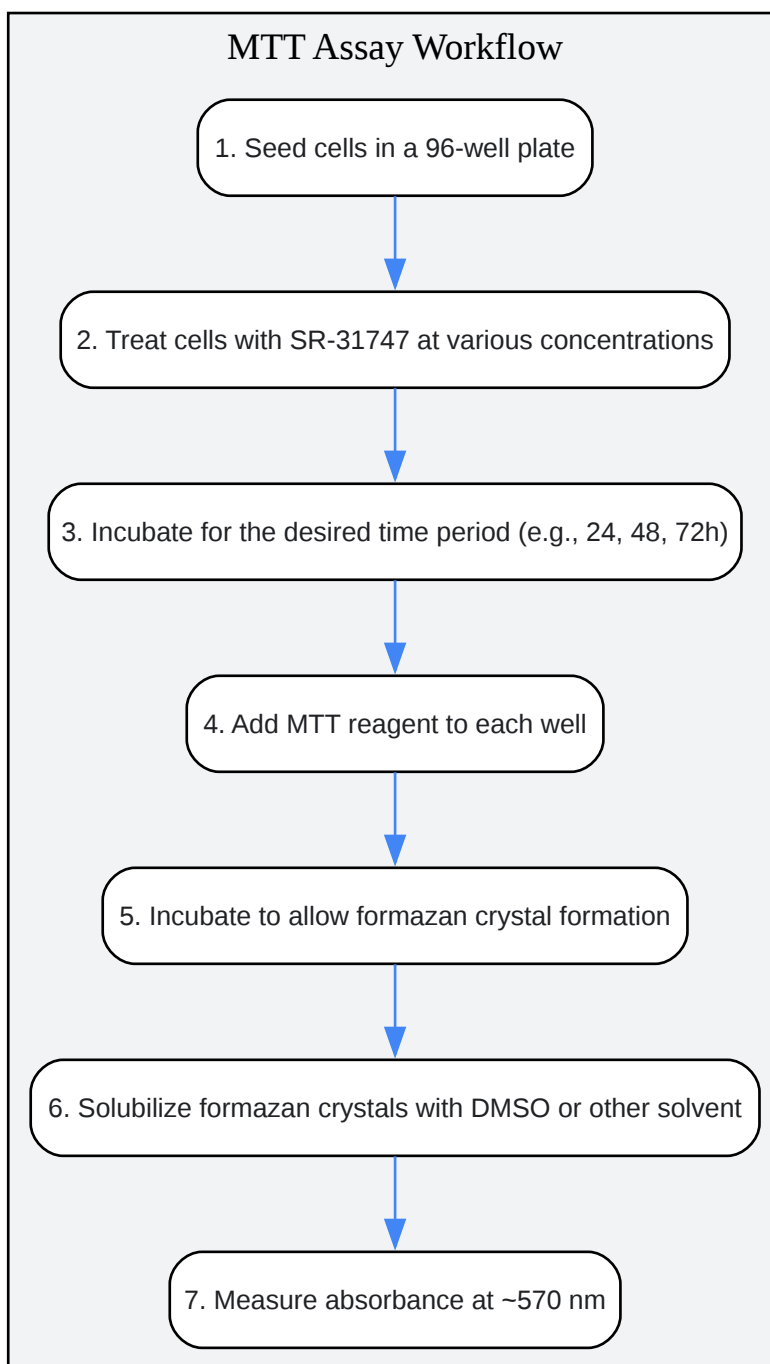 MTT Assay Workflow
1. Seed cells in a 96-well plate
2. Treat cells with SR-31747 at various concentrations
3. Incubate for the desired time period (e.g., 24, 48, 72h)
4. Add MTT reagent to each well
5. Incubate to allow formazan crystal formation
6. Solubilize formazan crystals with DMSO or other solvent
7. Measure absorbance at ~570 nm